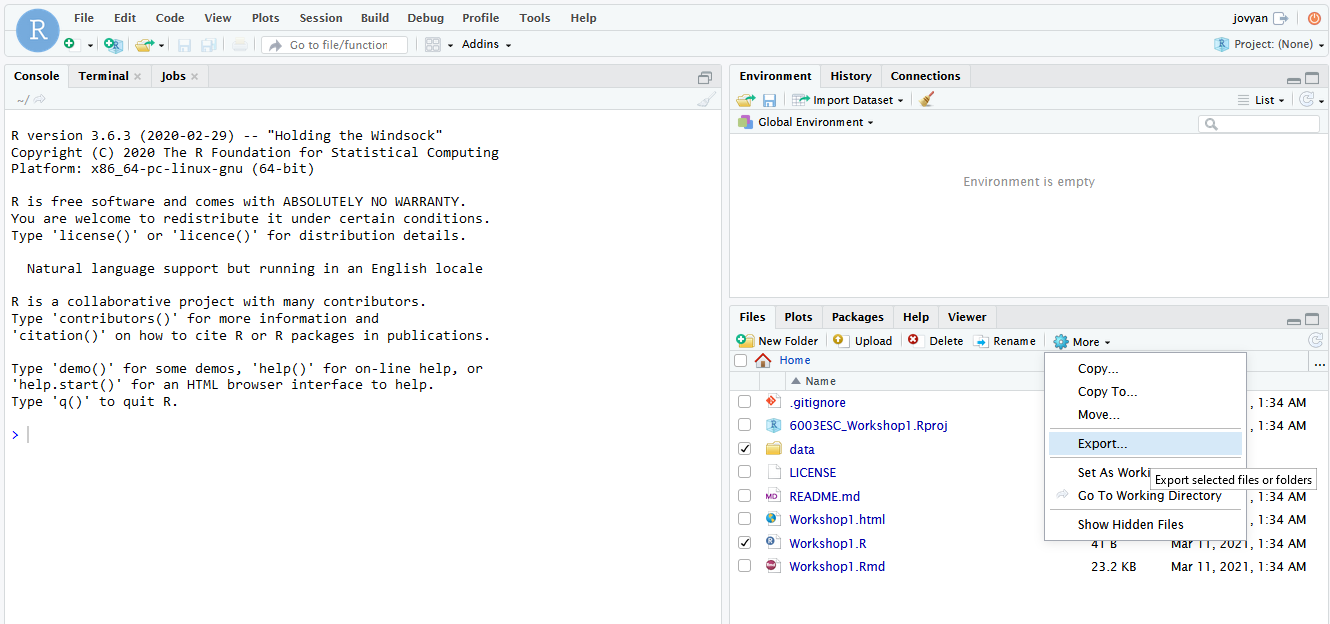 R
File Edit Code View Plots Session Build Debug Profile Tools Help
jovyan
Go to file/function
Addins
Project: (None)
Console Terminal Jobs
~/
R version 3.6.3 (2020-02-29) -- "Holding the Windsock"
Copyright (C) 2020 The R Foundation for Statistical Computing
Platform: x86_64-pc-linux-gnu (64-bit)
R is free software and comes with ABSOLUTELY NO WARRANTY.
You are welcome to redistribute it under certain conditions.
Type 'license()' or 'licence()' for distribution details.
Natural language support but running in an English locale
R is a collaborative project with many contributors.
Type 'contributors()' for more information and
'citation()' on how to cite R or R packages in publications.
Type 'demo()' for some demos, 'help()' for on-line help, or
'help.start()' for an HTML browser interface to help.
Type 'q()' to quit R.
>
Environment History Connections
Import Dataset
List
Global Environment
Environment is empty
Files Plots Packages Help Viewer
New Folder Upload Delete Rename More
Home ...
Name
.gitignore , 1:34 AM
6003ESC_Workshop1.Rproj , 1:34 AM
data
LICENSE
README.md , 1:34 AM
Workshop1.html , 1:34 AM
Workshop1.R 41 B Mar 11, 2021, 1:34 AM
Workshop1.Rmd 23.2 KB Mar 11, 2021, 1:34 AM
Copy...
Copy To...
Move...
Export...
Set As Worki
Export selected files or folders
Go To Working Directory
Show Hidden Files